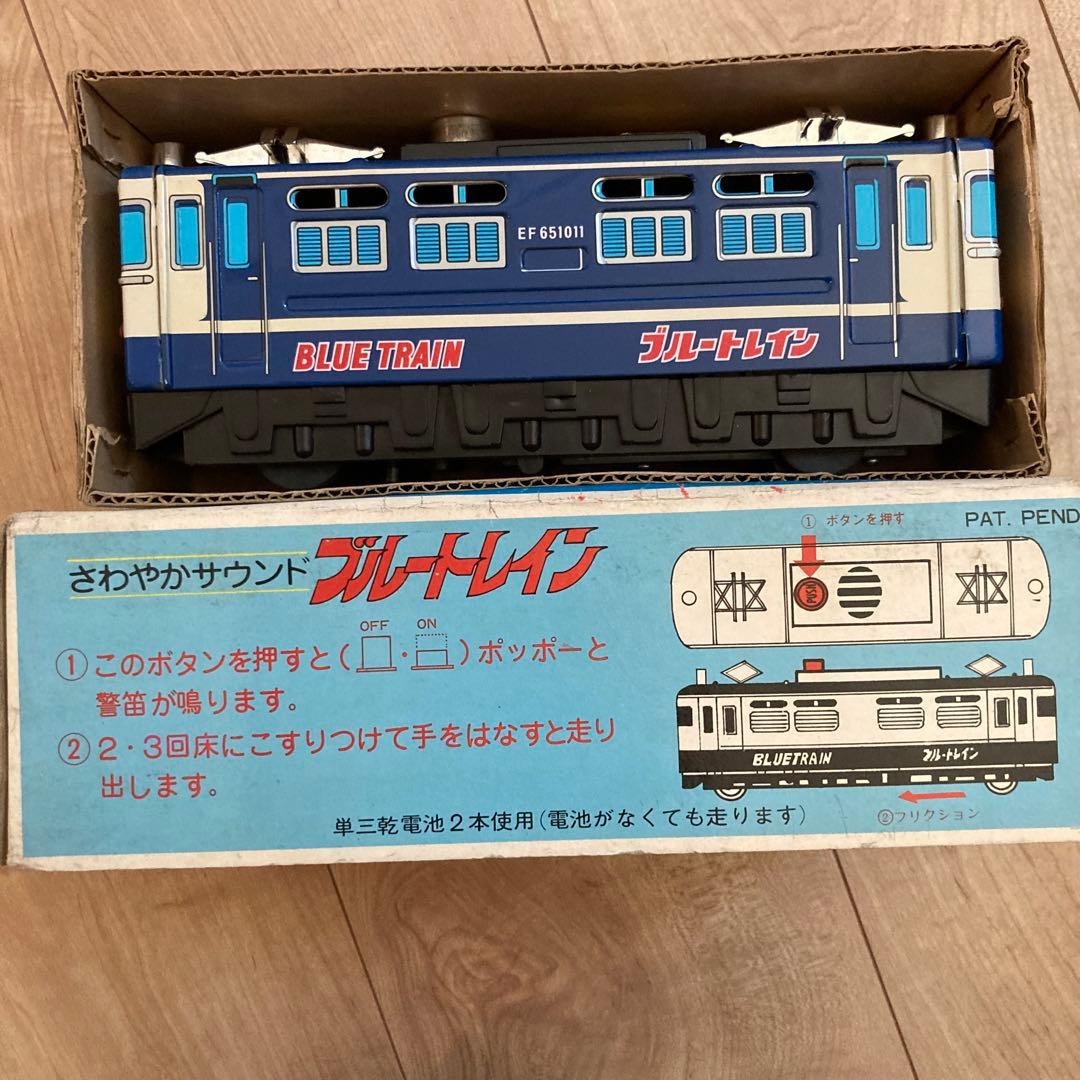 EF651011
BLUE TRAIN
ブルートレイン
さわやかサウンド ブルートレイン
① ボタンを押す
PAT. PEND
PUSH
OFF ON
①このボタンを押すと( ・ )ポッポーと
警笛が鳴ります。
②2・3回床にこすりつけて手をはなすと走り
出します。
単三乾電池2本使用(電池がなくても走ります)
BLUETRAIN
ブルートレイン
②フリクション